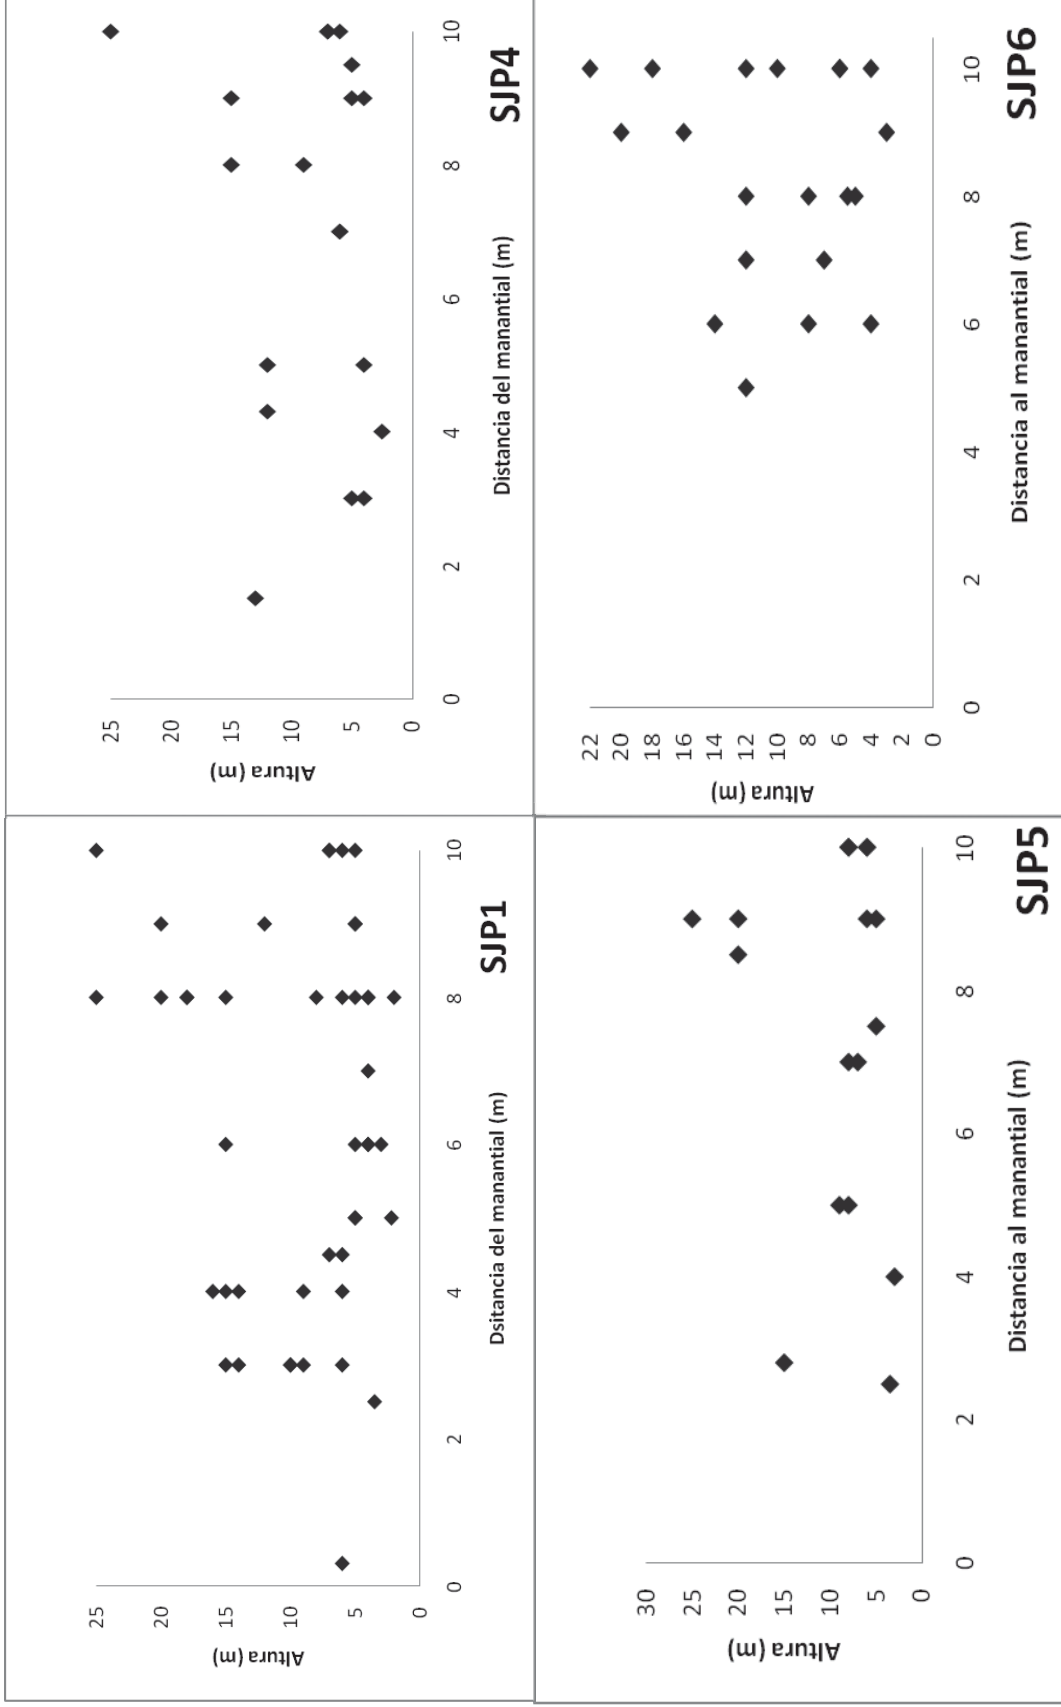 Altura (m)
25
20
15
10
5
0
0 2 4 6 8 10
Dsitancia del manantial (m)
SJP1
Altura (m)
25
20
15
10
5
0
0 2 4 6 8 10
Distancia del manantial (m)
SJP4
Altura (m)
30
25
20
15
10
5
0
0 2 4 6 8 10
Distancia al manantial (m)
SJP5
Altura (m)
22
20
18
16
14
12
10
8
6
4
2
0
0 2 4 6 8 10
Distancia al manantial (m)
SJP6